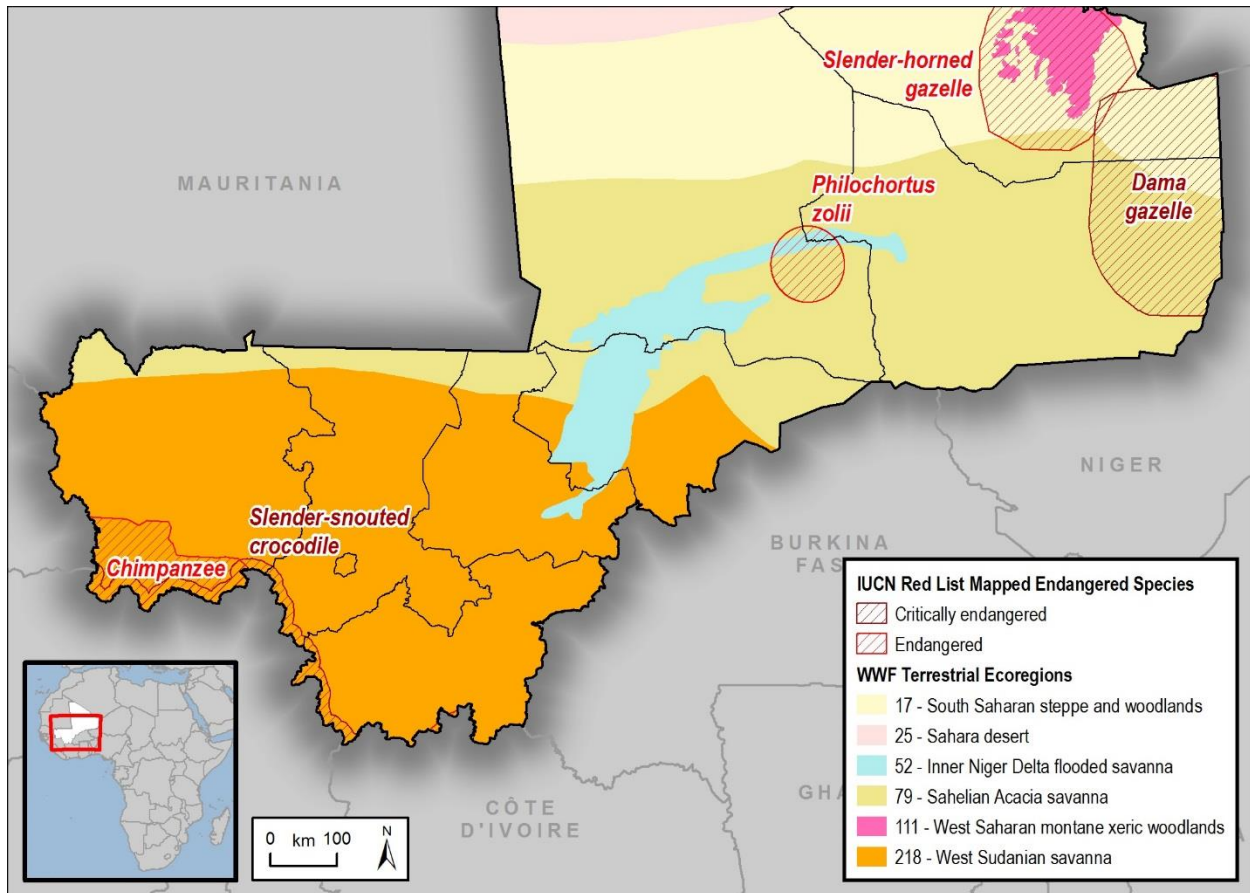 Slender-horned
gazelle
MAURITANIA
Philochortus
zolii
Dama
gazelle
NIGER
Slender-snouted
crocodile
BURKINA
FAS
Chimpanzee
CÔTE
D'IVOIRE
GHA
0 km 100
N
IUCN Red List Mapped Endangered Species
Critically endangered
Endangered
WWF Terrestrial Ecoregions
17 - South Saharan steppe and woodlands
25 - Sahara desert
52 - Inner Niger Delta flooded savanna
79 - Sahelian Acacia savanna
111 - West Saharan montane xeric woodlands
218 - West Sudanian savanna